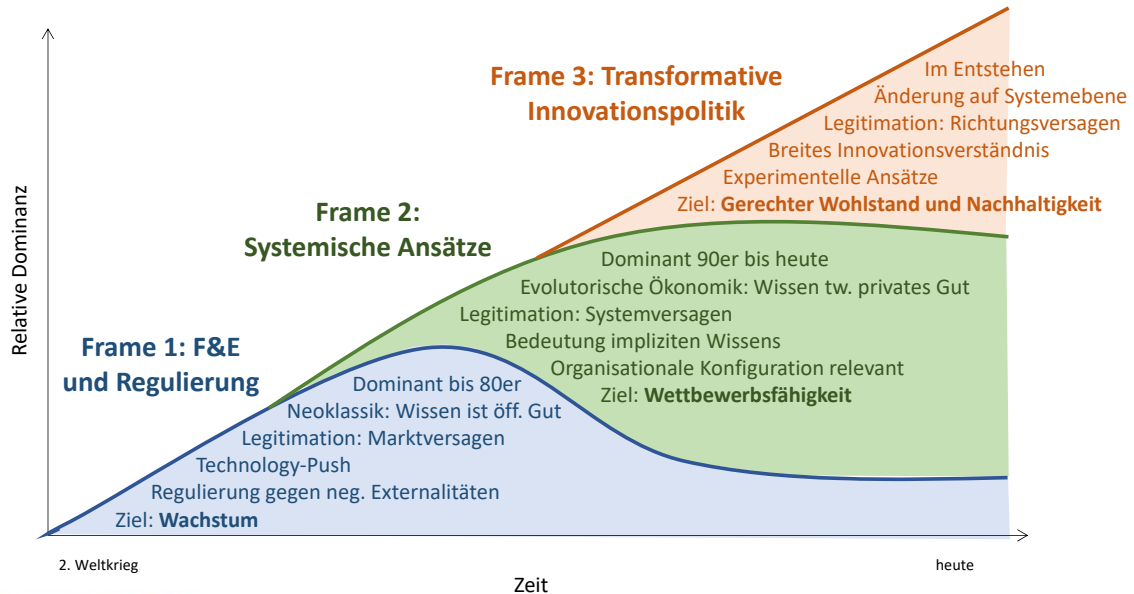 Relative Dominanz
Frame 3: Transformative
Innovationspolitik
Im Entstehen
Änderung auf Systemebene
Legitimation: Richtungsversagen
Breites Innovationsverständnis
Experimentelle Ansätze
Ziel: Gerechter Wohlstand und Nachhaltigkeit
Frame 2:
Systemische Ansätze
Dominant 90er bis heute
Evolutorische Ökonomik: Wissen tw. privates Gut
Legitimation: Systemversagen
Bedeutung impliziten Wissens
Organisationale Konfiguration relevant
Ziel: Wettbewerbsfähigkeit
Frame 1: F&E
und Regulierung
Dominant bis 80er
Neoklassik: Wissen ist öff. Gut
Legitimation: Marktversagen
Technology-Push
Regulierung gegen neg. Externalitäten
Ziel: Wachstum
2. Weltkrieg
heute
Zeit